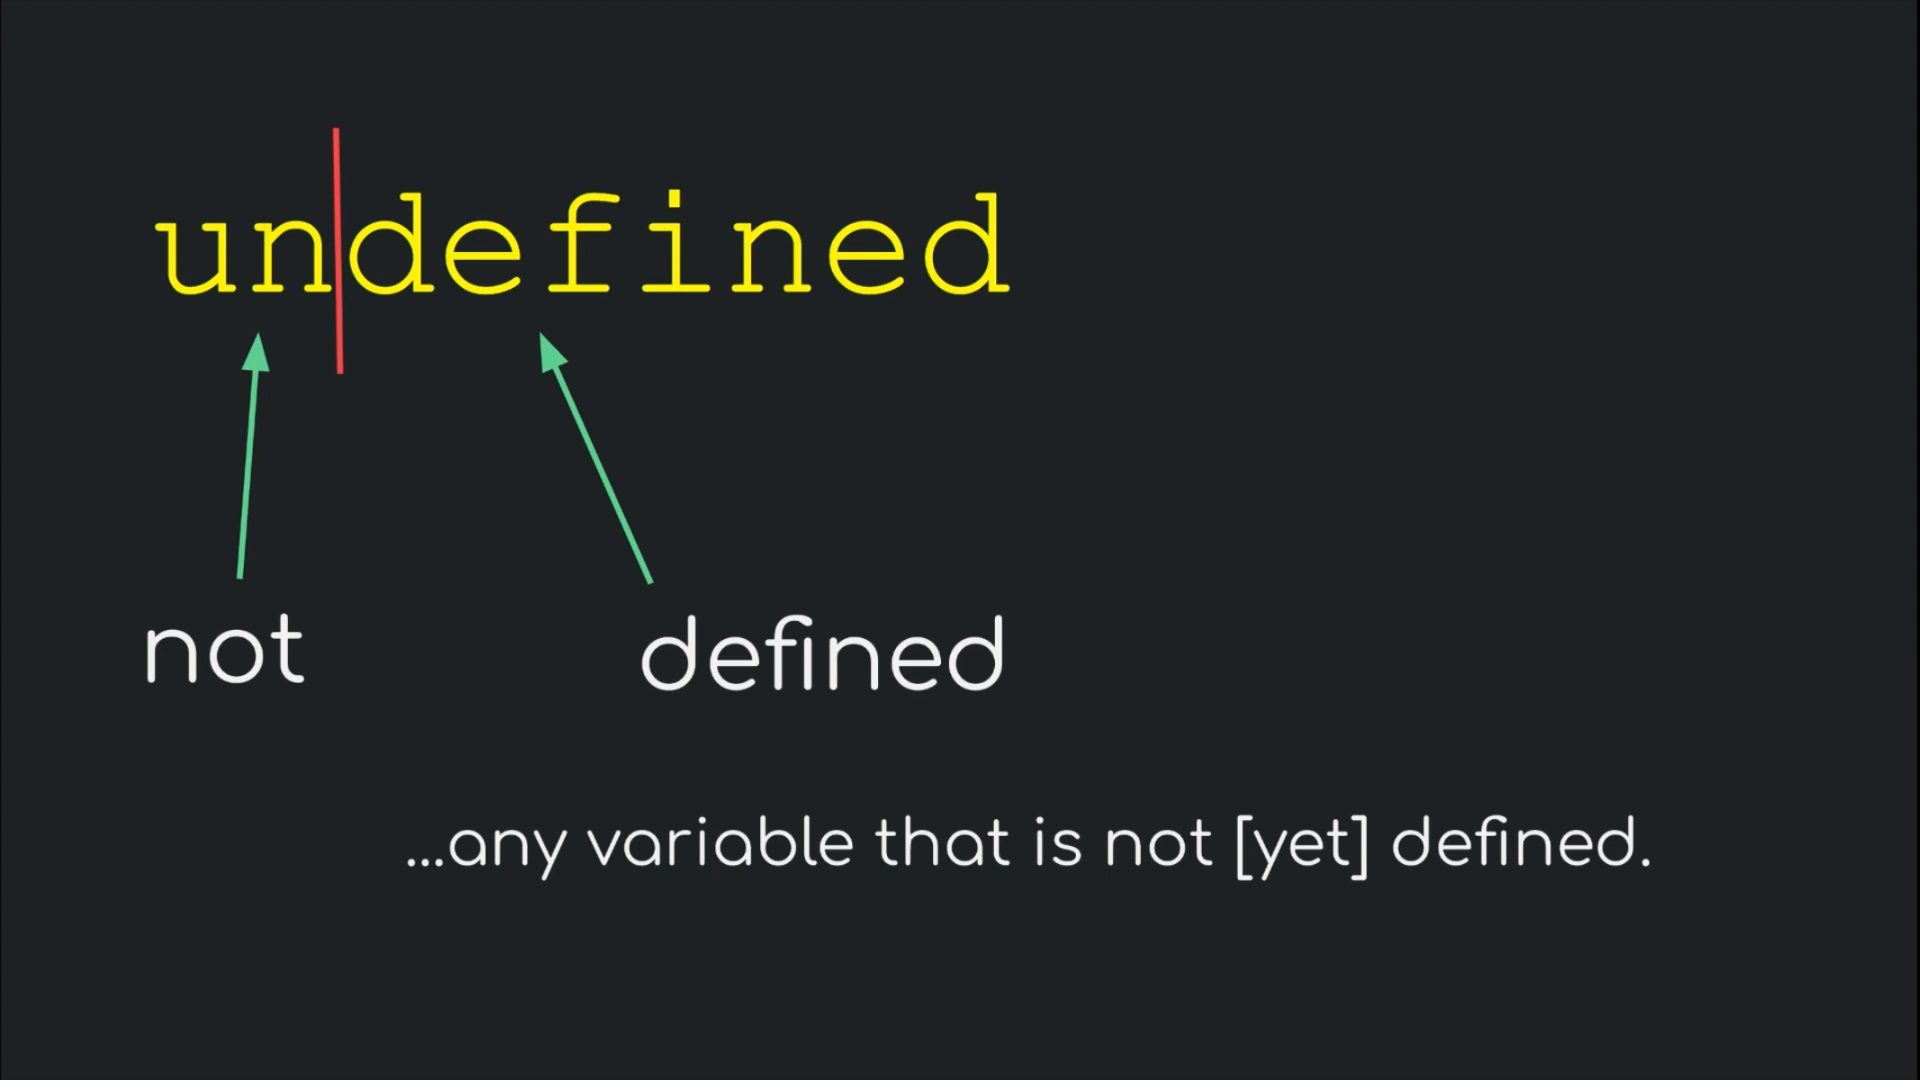 undefined
not defined
...any variable that is not [yet] defined.